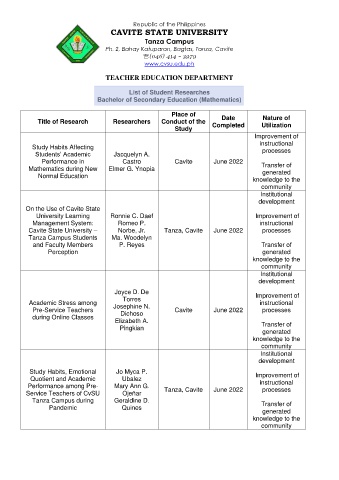 Republic of the Philippines
CAVITE STATE UNIVERSITY
Tanza Campus
Ph. 2, Bahay Katuparan, Bagtas, Tanza, Cavite
☏(046) 414 - 3979
www.cvsu.edu.ph
TEACHER EDUCATION DEPARTMENT
List of Student Researches
Bachelor of Secondary Education (Mathematics)
Title of Research
Researchers
Place of
Conduct of the
Study
Date
Completed
Nature of
Utilization
Study Habits Affecting
Students' Academic
Performance in
Mathematics during New
Normal Education
Jacquelyn A.
Castro
Elmer G. Ynopia
Cavite
June 2022
Improvement of
instructional
processes
Transfer of
generated
knowledge to the
community
On the Use of Cavite State
University Learning
Management System:
Cavite State University –
Tanza Campus Students
and Faculty Members
Perception
Ronnie C. Daef
Romeo P.
Norbe, Jr.
Ma. Woodelyn
P. Reyes
Tanza, Cavite
June 2022
Institutional
development
Improvement of
instructional
processes
Transfer of
generated
knowledge to the
community
Academic Stress among
Pre-Service Teachers
during Online Classes
Joyce D. De
Torres
Josephine N.
Dichoso
Elizabeth A.
Pingkian
Cavite
June 2022
Institutional
development
Improvement of
instructional
processes
Transfer of
generated
knowledge to the
community
Study Habits, Emotional
Quotient and Academic
Performance among Pre-
Service Teachers of CvSU
Tanza Campus during
Pandemic
Jo Myca P.
Ubalez
Mary Ann G.
Ojeñar
Geraldine D.
Quines
Tanza, Cavite
June 2022
Institutional
development
Improvement of
instructional
processes
Transfer of
generated
knowledge to the
community